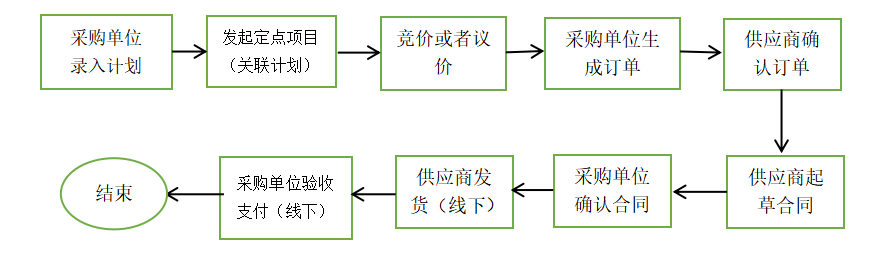 采购单位
录入计划
发起定点项目
（关联计划）
竞价或者议
价
采购单位生
成订单
供应商确
认订单
供应商起
草合同
采购单位
确认合同
供应商发
货（线下）
采购单位验收
支付（线下）
结束